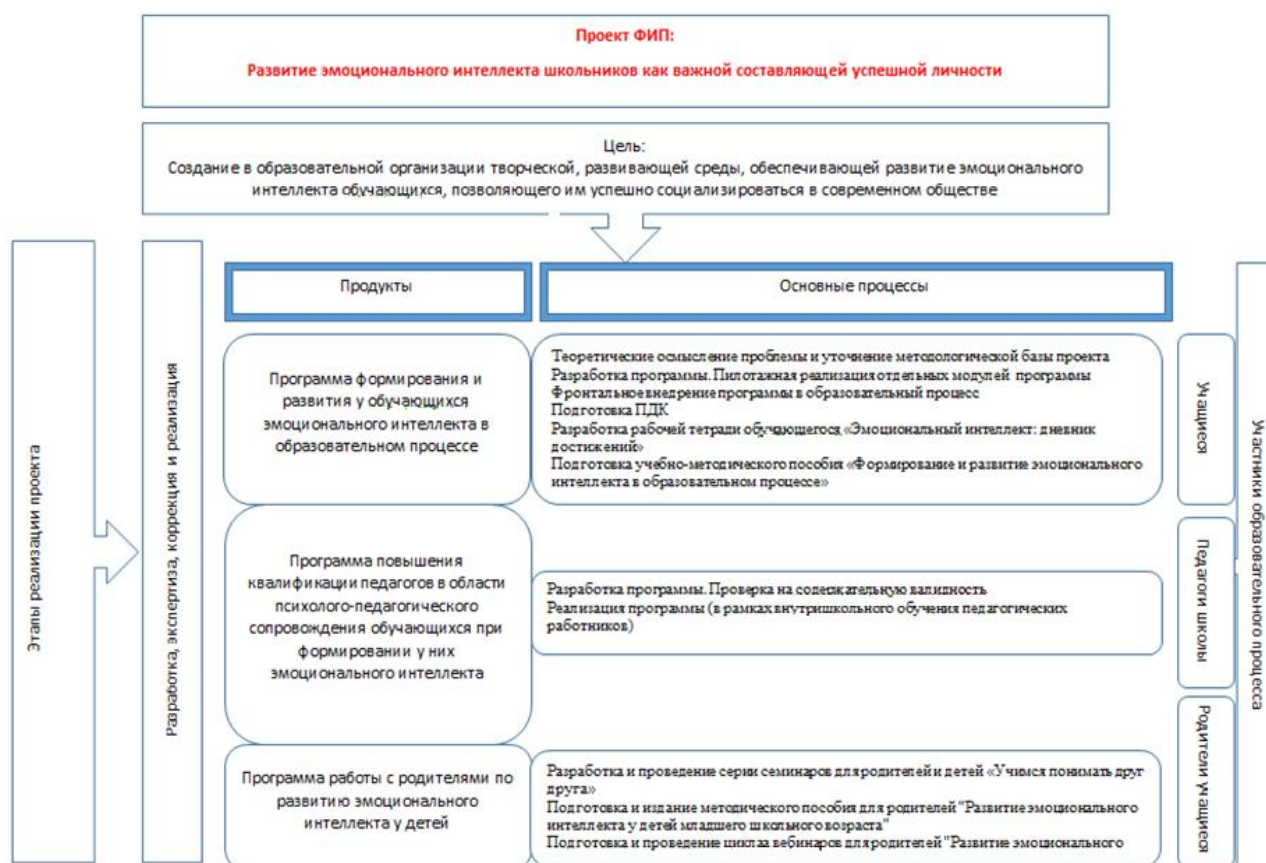 Проект ФИП:
Развитие эмоционального интеллекта школьников как важной составляющей успешной личности
Цель:
Создание в образовательной организации творческой, развивающей среды, обеспечивающей развитие эмоционального
интеллекта обучающихся, позволяющего им успешно социализироваться в современном обществе
Этапы реализации проекта
Разработка, экспертиза, коррекция и реализация
Продукты
Основные процессы
Программа формирования и
развития у обучающихся
эмоционального интеллекта в
образовательном процессе
Теоретические осмысление проблемы и уточнение методологической базы проекта
Разработка программы. Пилотажная реализация отдельных модулей программы
Фронтальное внедрение программы в образовательный процесс
Подготовка ПДК
Разработка рабочей тетради обучающегося «Эмоциональный интеллект: дневник
достижений»
Подготовка учебно-методического пособия «Формирование и развитие эмоционального
интеллекта в образовательном процессе»
Учащиеся
Программа повышения
квалификации педагогов в области
психолого-педагогического
сопровождения обучающихся при
формировании у них
эмоционального интеллекта
Разработка программы. Проверка на содержательную валидность
Реализация программы (в рамках внутришкольного обучения педагогических
работников)
Педагоги школы
Программа работы с родителями по
развитию эмоционального
интеллекта у детей
Разработка и проведение серии семинаров для родителей и детей «Учимся понимать друг
друга»
Подготовка и издание методического пособия для родителей "Развитие эмоционального
интеллекта у детей младшего школьного возраста"
Подготовка и проведение циклаа вебинаров для родителей "Развитие эмоционального
Родители учащиеся
Участники образовательного процесса